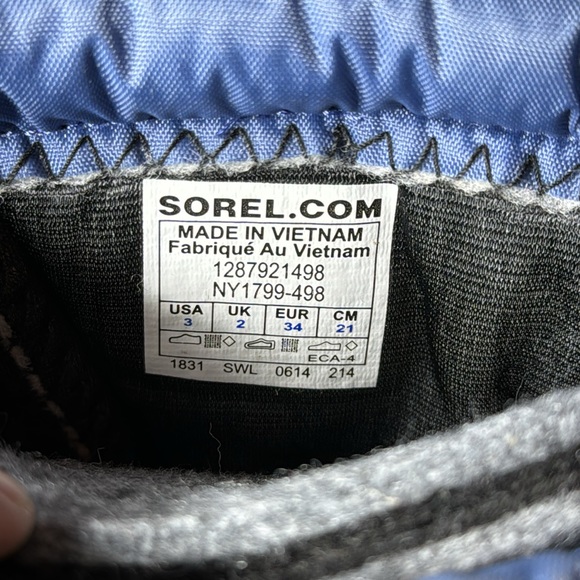 SOREL.COM
MADE IN VIETNAM
Fabriqué Au Vietnam
1287921498
NY1799-498
USA UK EUR CM
3 2 34 21
ECA-4
1831 SWL 0614 214